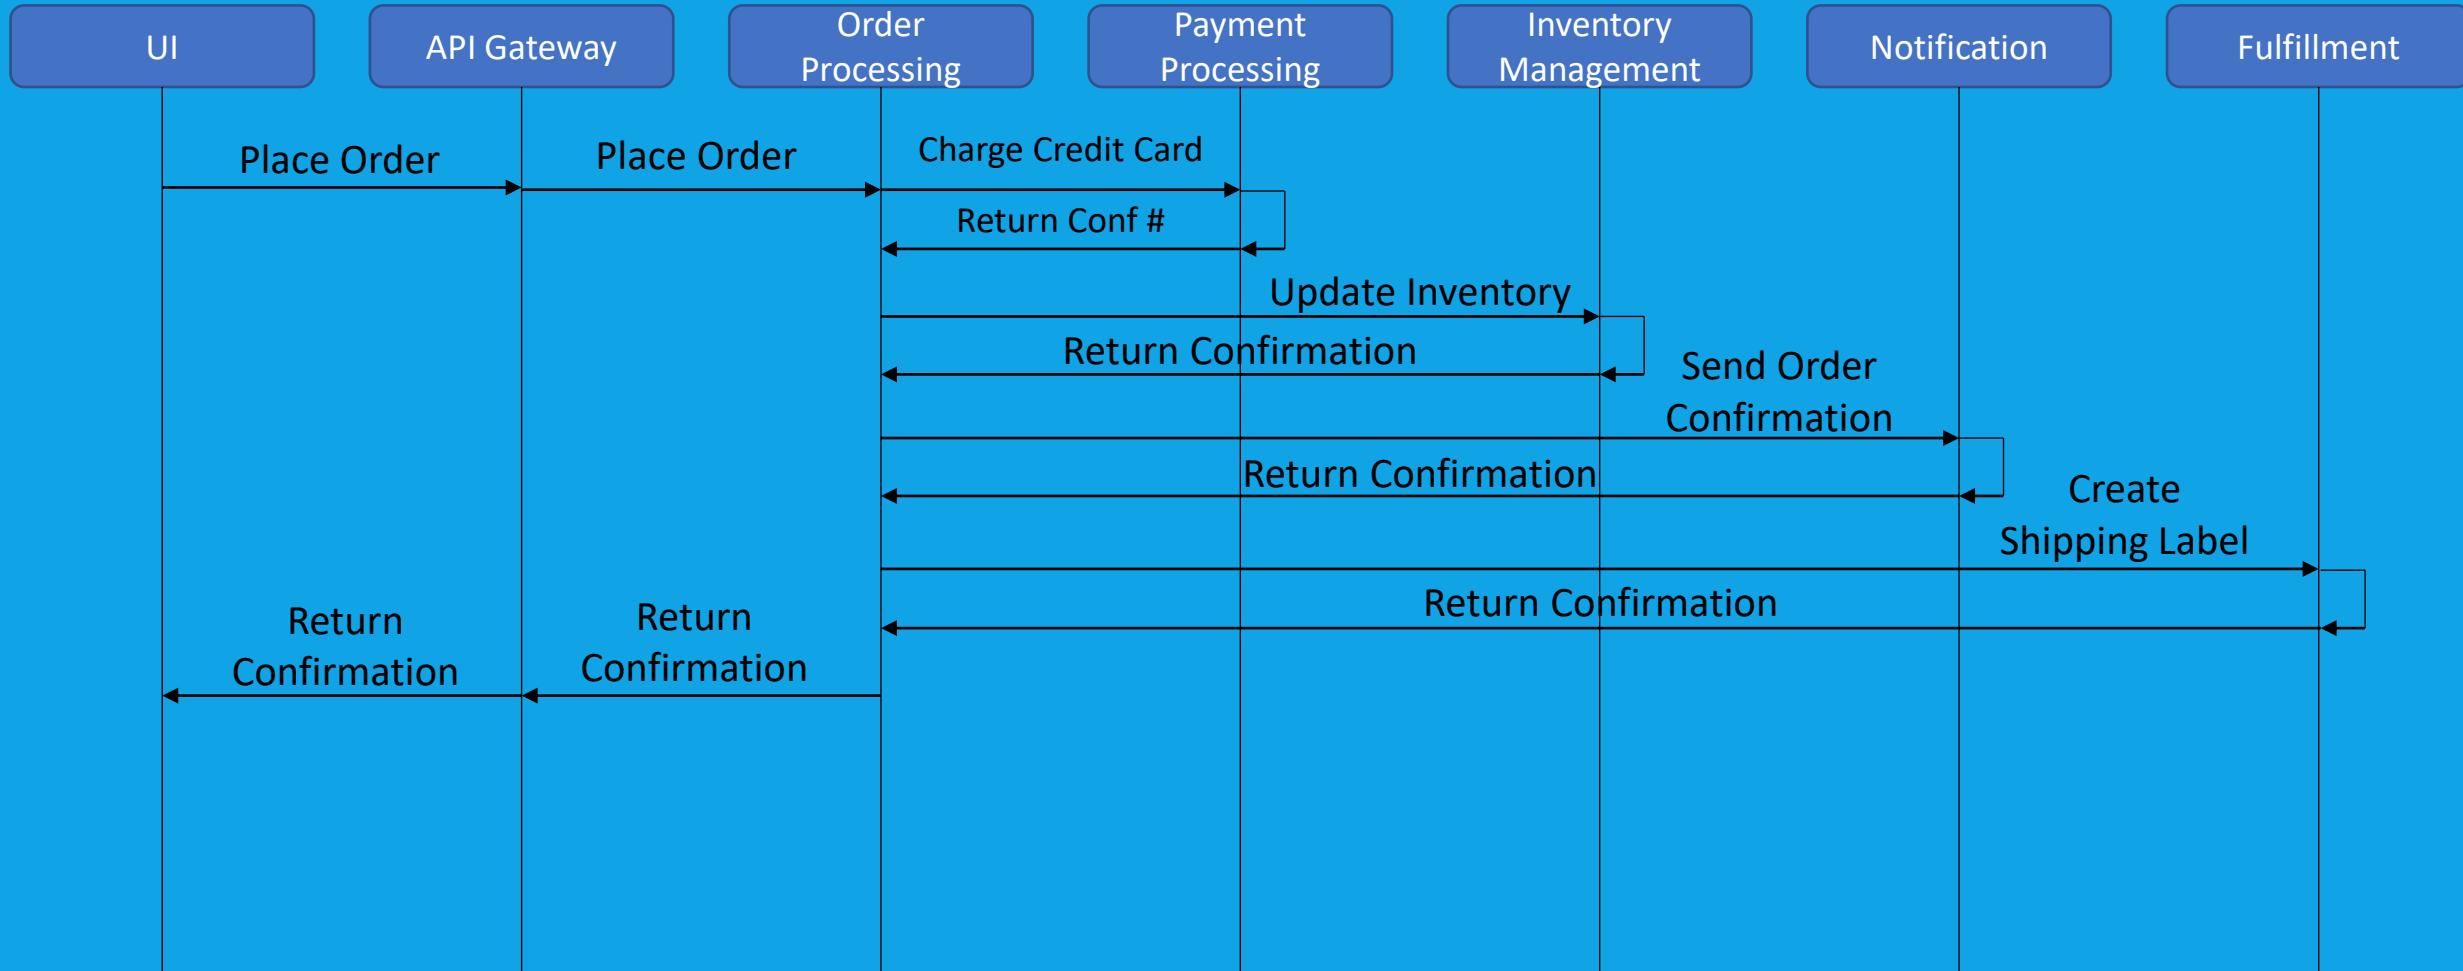 UI
API Gateway
Order
Processing
Payment
Processing
Inventory
Management
Notification
Fulfillment
Place Order
Place Order
Charge Credit Card
Return Conf #
Update Inventory
Return Confirmation
Send Order
Confirmation
Return Confirmation
Create
Shipping Label
Return Confirmation
Return
Confirmation
Return
Confirmation